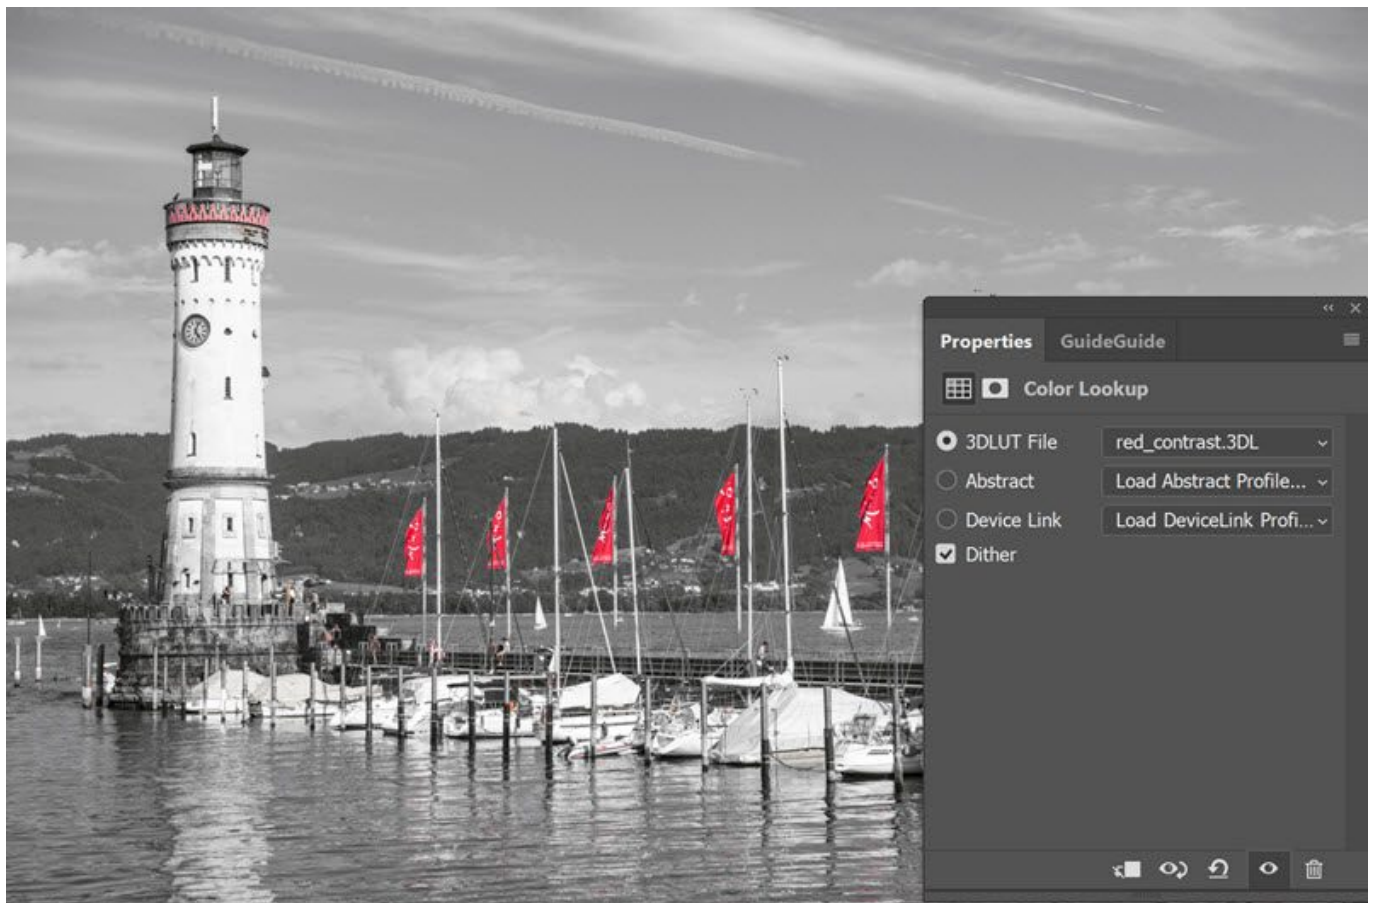 Properties
GuideGuide
Color Lookup
3DLUT File
red_contrast.3DL
Abstract
Load Abstract Profile...
Device Link
Load DeviceLink Profi...
Dither